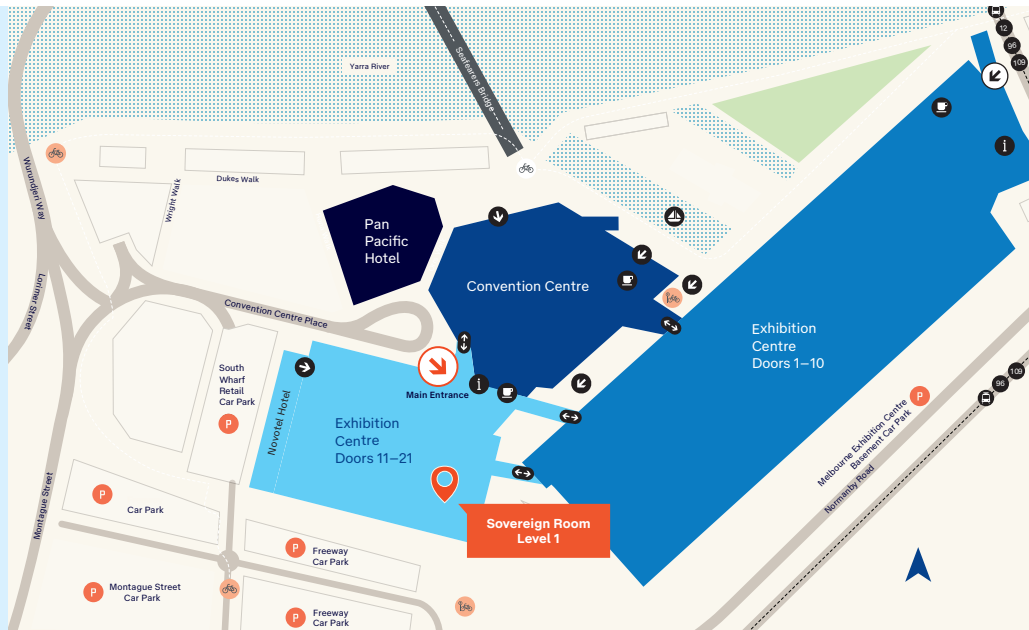 Yarra River
Seafarers Bridge
12
96
109
Wurundjeri Way
Dukes Walk
Wright Walk
Pan
Pacific
Hotel
Convention Centre
Lorimer Street
Convention Centre Place
Exhibition
Centre
Doors 1–10
South
Wharf
Retail
Car Park
P
Novotel Hotel
Main Entrance
i
i
Exhibition
Centre
Doors 11–21
109
96
P
Melbourne Exhibition Centre
Basement Car Park
Normanby Road
Montague Street
P
Car Park
Sovereign Room
Level 1
P
Freeway
Car Park
P
Montague Street
Car Park
P
Freeway
Car Park